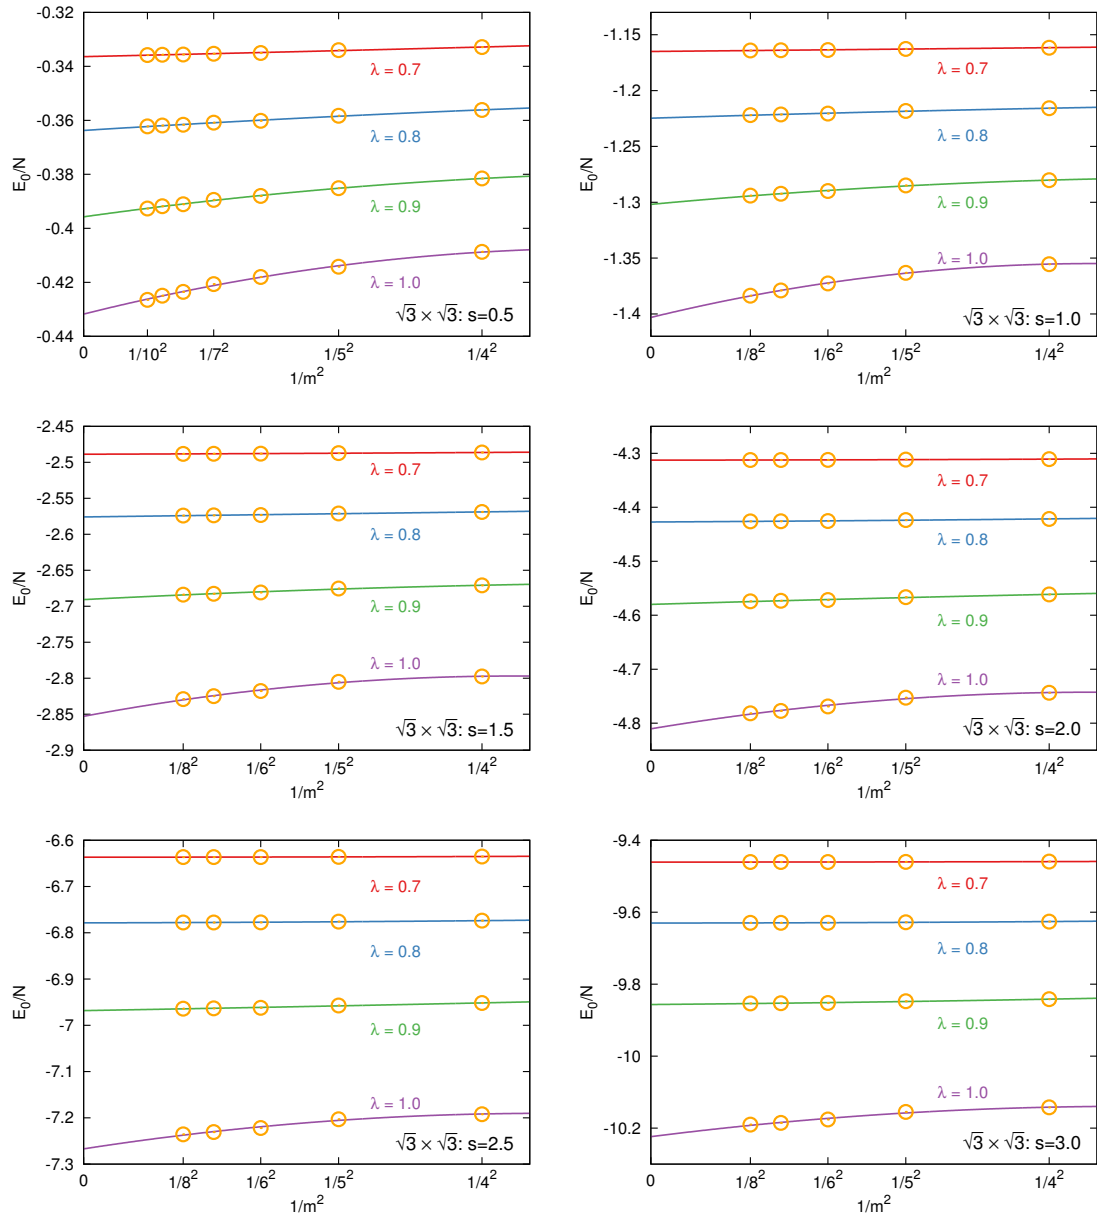 -0.32
-0.34
-0.36
-0.38
-0.4
-0.42
-0.44
E₀/N
λ = 0.7
λ = 0.8
λ = 0.9
λ = 1.0
√3 × √3: s=0.5
0 1/10² 1/7² 1/5² 1/4²
1/m²
-1.15
-1.2
-1.25
-1.3
-1.35
-1.4
E₀/N
λ = 0.7
λ = 0.8
λ = 0.9
λ = 1.0
√3 × √3: s=1.0
0 1/8² 1/6² 1/5² 1/4²
1/m²
-2.45
-2.5
-2.55
-2.6
-2.65
-2.7
-2.75
-2.8
-2.85
-2.9
E₀/N
λ = 0.7
λ = 0.8
λ = 0.9
λ = 1.0
√3 × √3: s=1.5
0 1/8² 1/6² 1/5² 1/4²
1/m²
-4.3
-4.4
-4.5
-4.6
-4.7
-4.8
E₀/N
λ = 0.7
λ = 0.8
λ = 0.9
λ = 1.0
√3 × √3: s=2.0
0 1/8² 1/6² 1/5² 1/4²
1/m²
-6.6
-6.7
-6.8
-6.9
-7
-7.1
-7.2
-7.3
E₀/N
λ = 0.7
λ = 0.8
λ = 0.9
λ = 1.0
√3 × √3: s=2.5
0 1/8² 1/6² 1/5² 1/4²
1/m²
-9.4
-9.6
-9.8
-10
-10.2
E₀/N
λ = 0.7
λ = 0.8
λ = 0.9
λ = 1.0
√3 × √3: s=3.0
0 1/8² 1/6² 1/5² 1/4²
1/m²